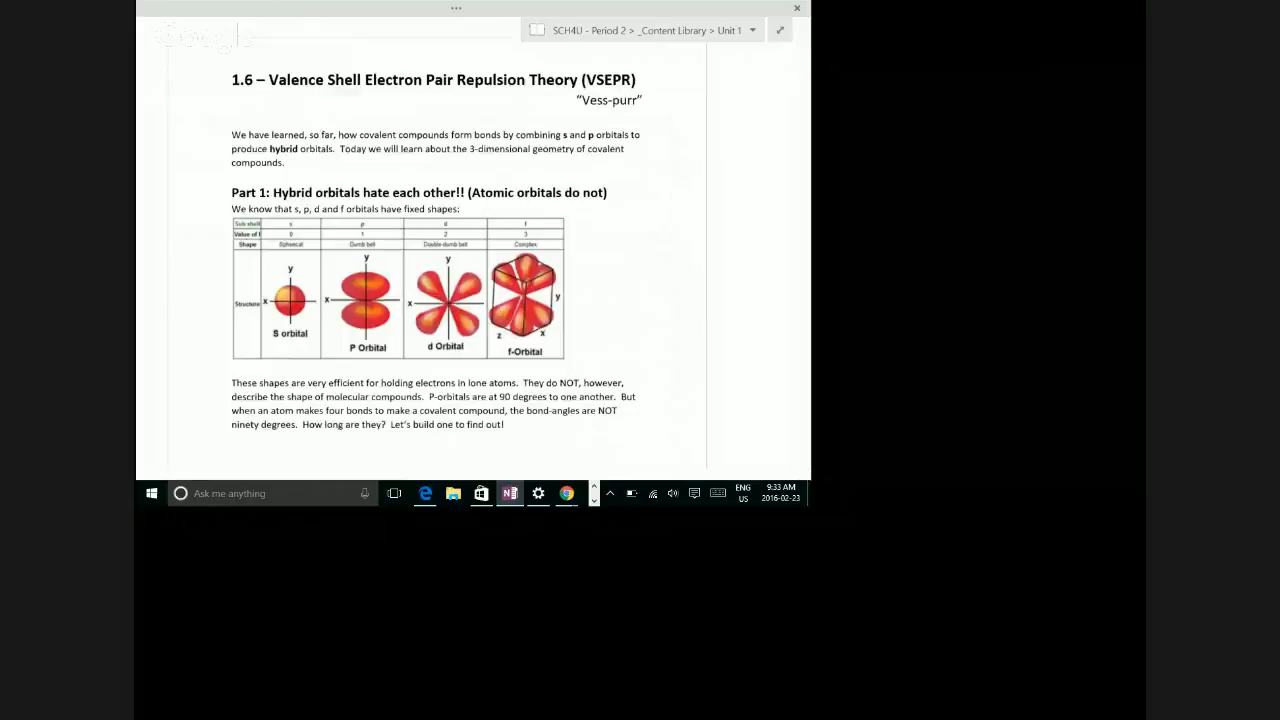 SCH4U - Period 2 > _Content Library > Unit 1
1.6 – Valence Shell Electron Pair Repulsion Theory (VSEPR)
“Vess-purr”
We have learned, so far, how covalent compounds form bonds by combining s and p orbitals to
produce hybrid orbitals. Today we will learn about the 3-dimensional geometry of covalent
compounds.
Part 1: Hybrid orbitals hate each other!! (Atomic orbitals do not)
We know that s, p, d and f orbitals have fixed shapes:
Sub shell s p d f
Value of l 0 1 2 3
Shape Spherical Dumb bell Double-dumb bell Complex
Structure
y
x
S orbital
y
x
P Orbital
y
x
d Orbital
y
z
x
f-Orbital
These shapes are very efficient for holding electrons in lone atoms. They do NOT, however,
describe the shape of molecular compounds. P-orbitals are at 90 degrees to one another. But
when an atom makes four bonds to make a covalent compound, the bond-angles are NOT
ninety degrees. How long are they? Let’s build one to find out!
Ask me anything
ENG
US
9:33 AM
2016-02-23